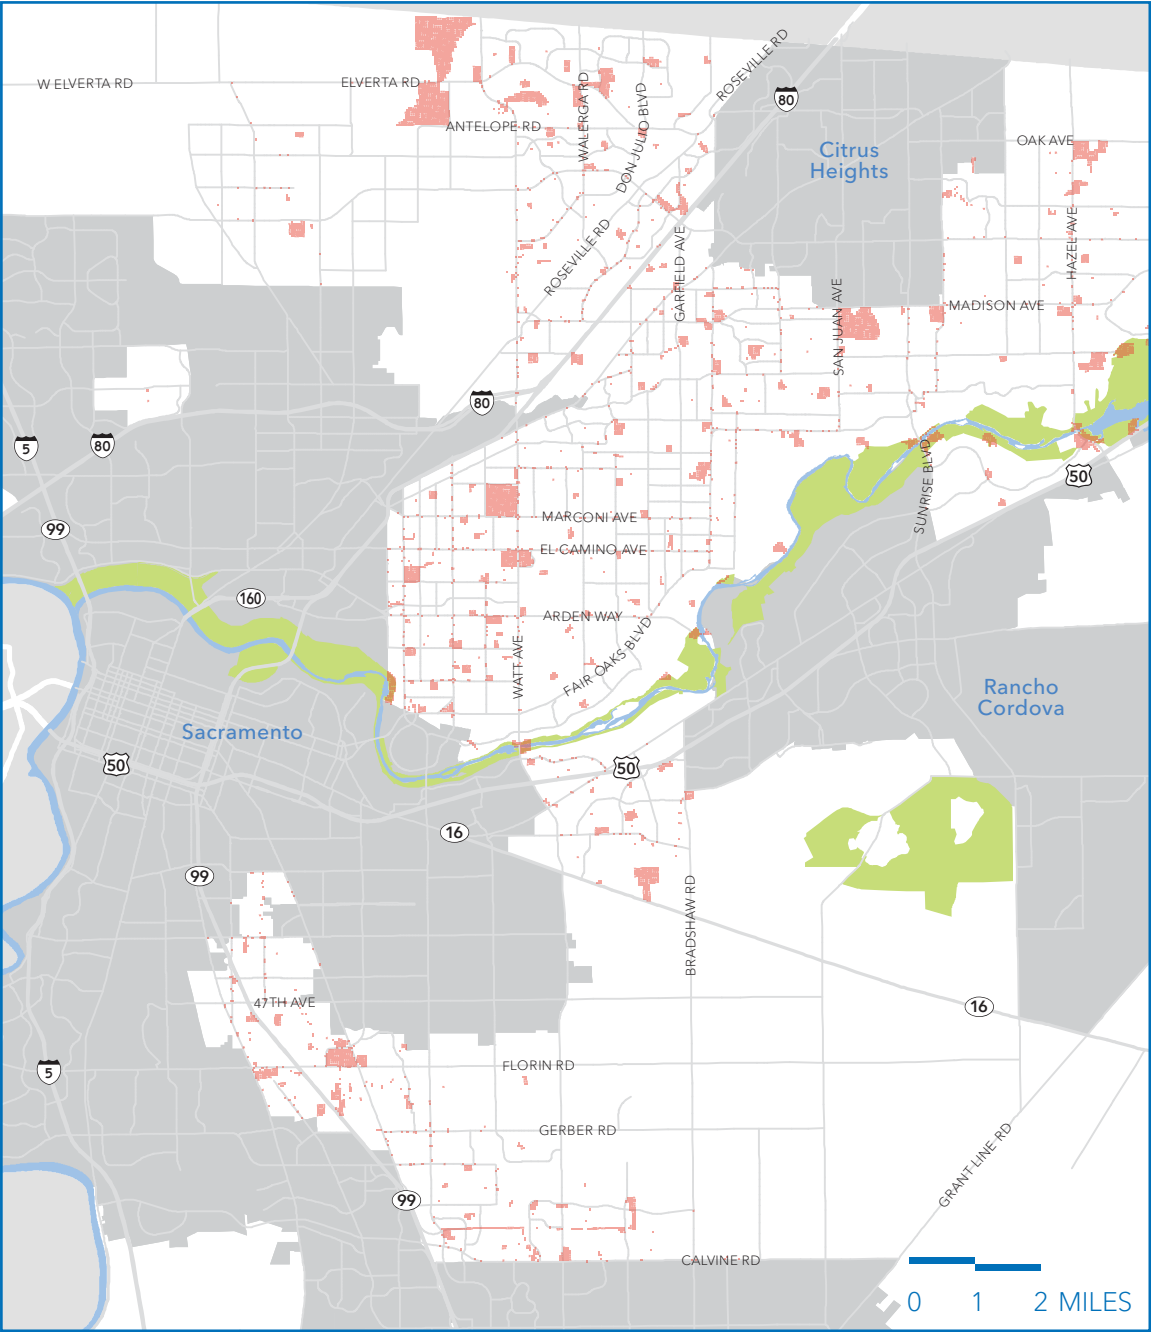 ROSEVILLE RD
W ELVERTA RD
ELVERTA RD
80
WALERGA RD
DON JULIO BLVD
ANTELOPE RD
Citrus
Heights
OAK AVE
ROSEVILLE RD
GARFIELD AVE
HAZEL AVE
SAN JUAN AVE
MADISON AVE
80
5
80
SUNRISE BLVD
50
99
MARCONI AVE
EL CAMINO AVE
160
ARDEN WAY
WATT AVE
FAIR OAKS BLVD
Rancho
Cordova
Sacramento
50
50
16
99
BRADSHAW RD
47TH AVE
16
5
FLORIN RD
GERBER RD
GRANT LINE RD
99
CALVINE RD
0 1 2 MILES